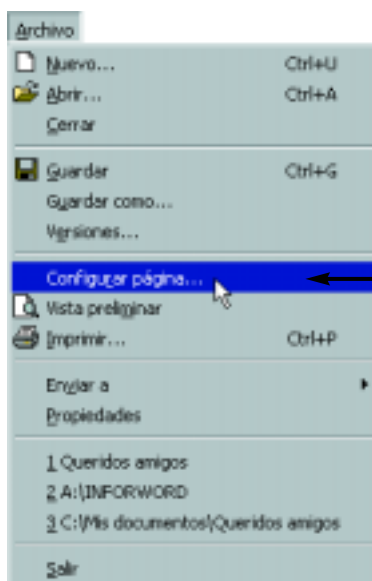 Archivo
Nuevo... Ctrl+U
Abrir... Ctrl+A
Cerrar
Guardar Ctrl+G
Guardar como...
Versiones...
Configurar página...
Vista preliminar
Imprimir... Ctrl+P
Enviar a
Propiedades
1 Queridos amigos
2 A:\INFORWORD
3 C:\Mis documentos\Queridos amigos
Salir